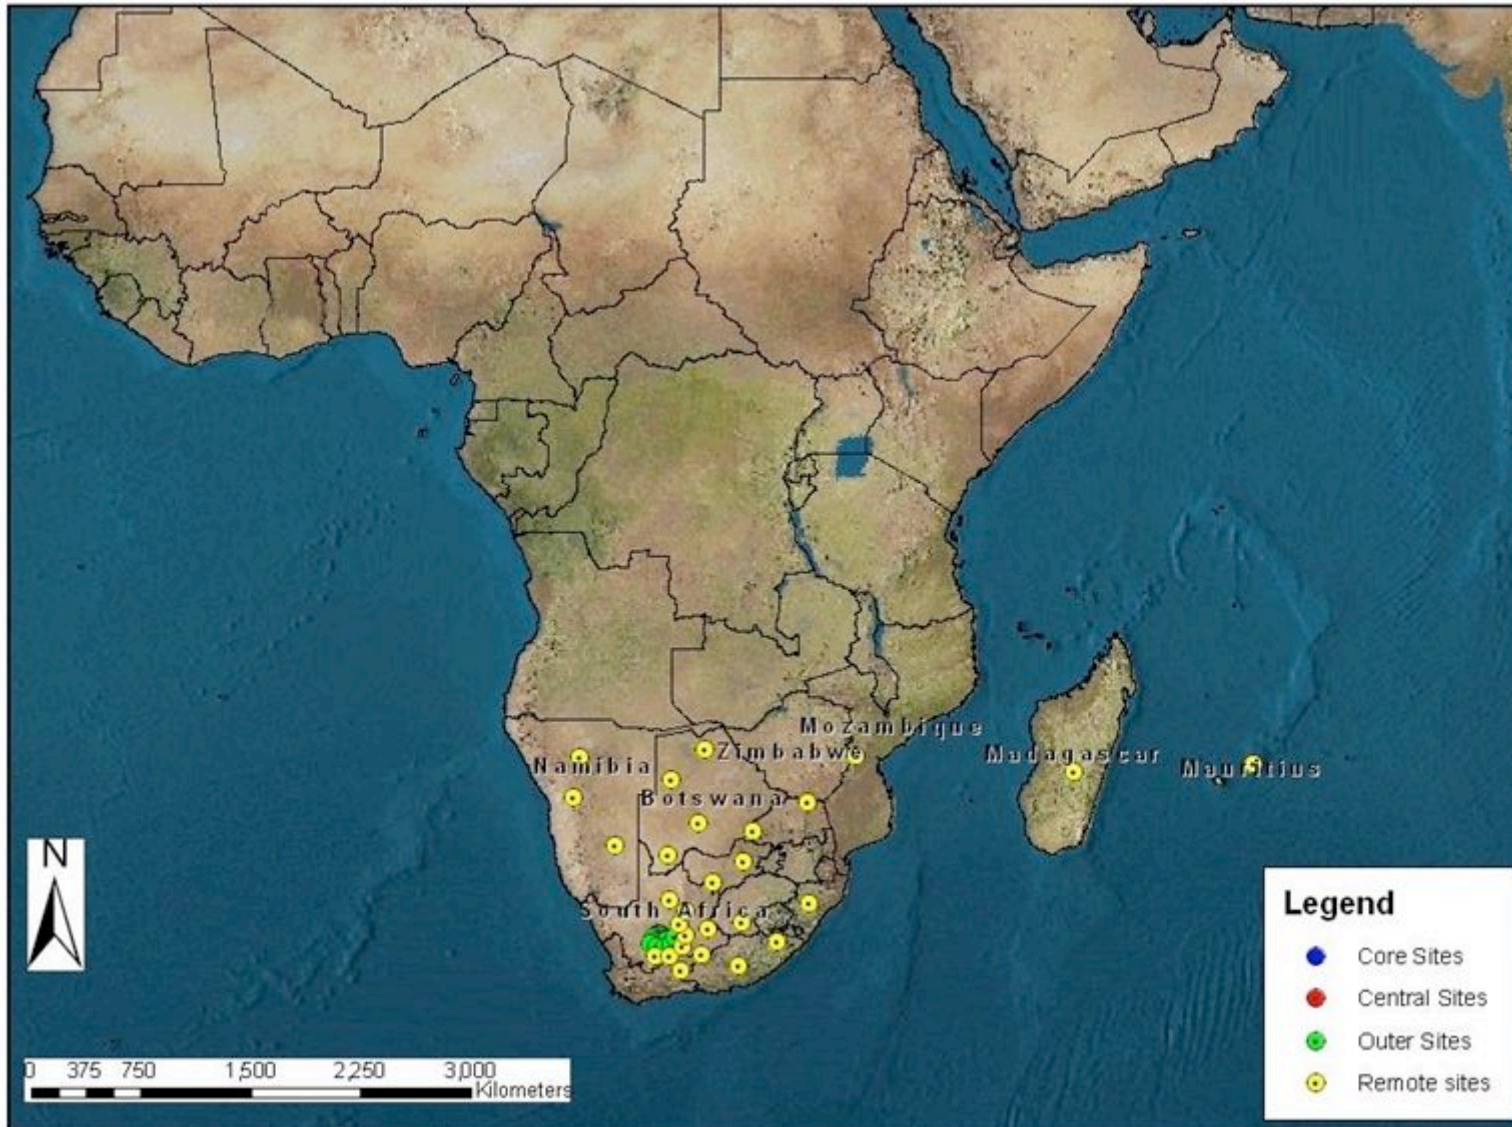 Mozambique
Zimbabwe
Namibia
Madagascar
Mauritius
Botswana
South Africa
N
0 375 750 1,500 2,250 3,000
Kilometers
Legend
Core Sites
Central Sites
Outer Sites
Remote sites